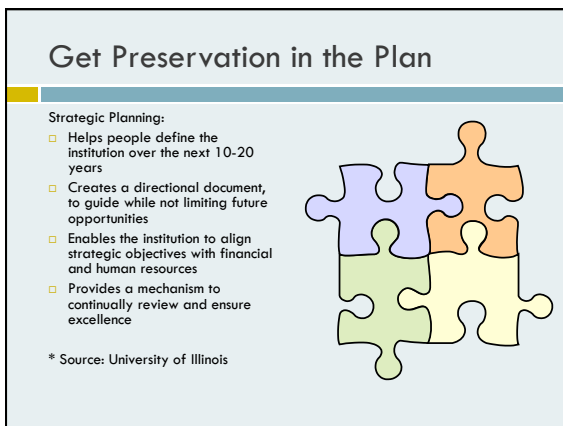 Get Preservation in the Plan
Strategic Planning:
Helps people define the
institution over the next 10-20
years
Creates a directional document,
to guide while not limiting future
opportunities
Enables the institution to align
strategic objectives with financial
and human resources
Provides a mechanism to
continually review and ensure
excellence
* Source: University of Illinois